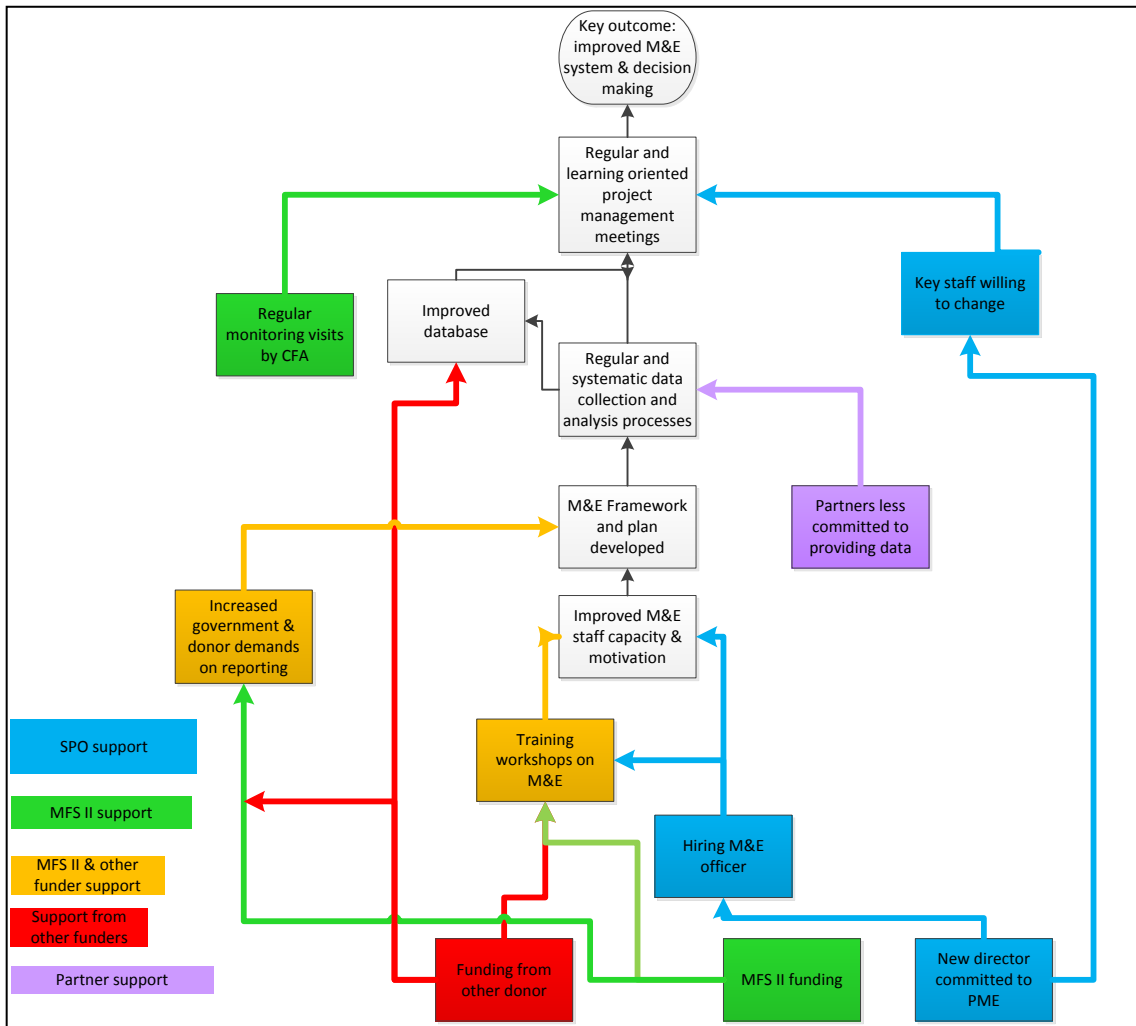 Key outcome:
improved M&E
system & decision
making
Regular and
learning oriented
project
management
meetings
Key staff willing
to change
Improved
database
Regular
monitoring visits
by CFA
Regular and
systematic data
collection and
analysis processes
M&E Framework
and plan
developed
Partners less
committed to
providing data
Increased
government &
donor demands
on reporting
Improved M&E
staff capacity &
motivation
SPO support
Training
workshops on
M&E
MFS II support
Hiring M&E
officer
MFS II & other
funder support
Support from
other funders
Partner support
Funding from
other donor
MFS II funding
New director
committed to
PME